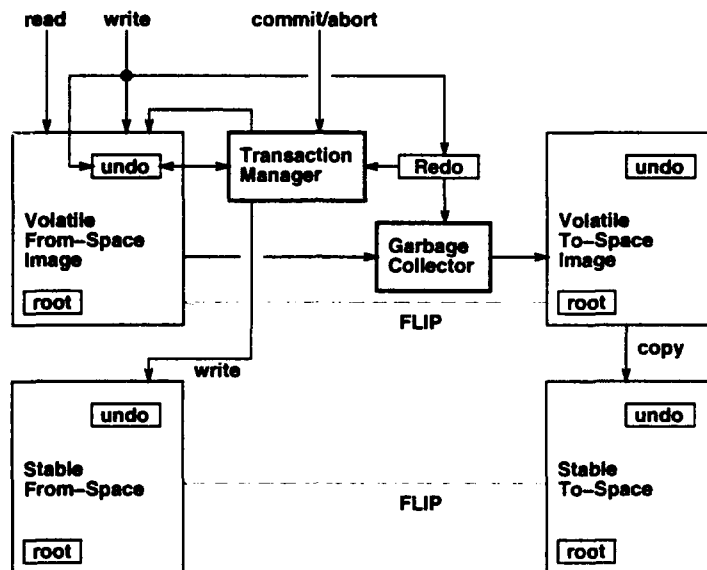 read write commit/abort
undo Transaction Redo undo
Manager
Volatile Volatile
From-Space Garbage To-Space
Image Collector Image
root root
FLIP
copy
write
undo undo
Stable Stable
From-Space To-Space
FLIP
root root